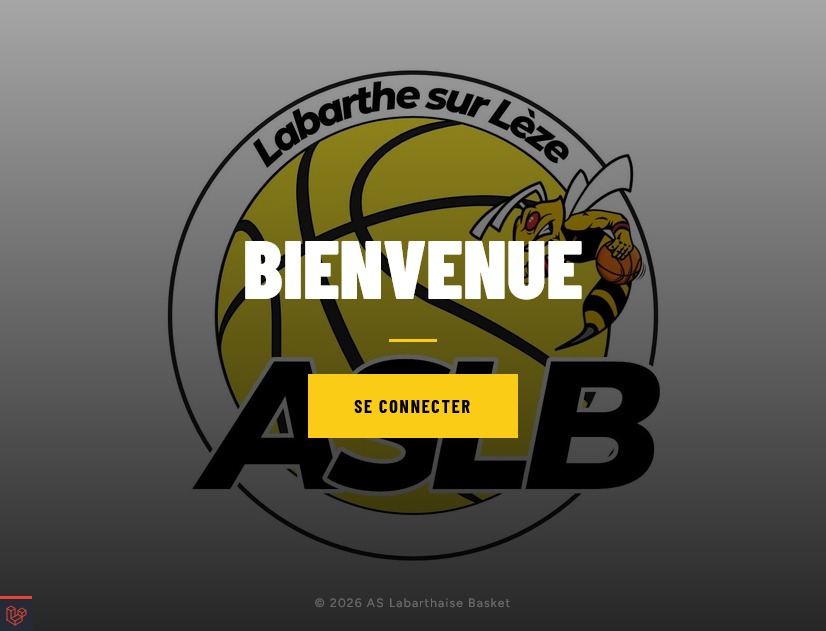 Labarthe sur Lèze
BIENVENUE
SE CONNECTER
ASLB
© 2026 AS Labarthaise Basket